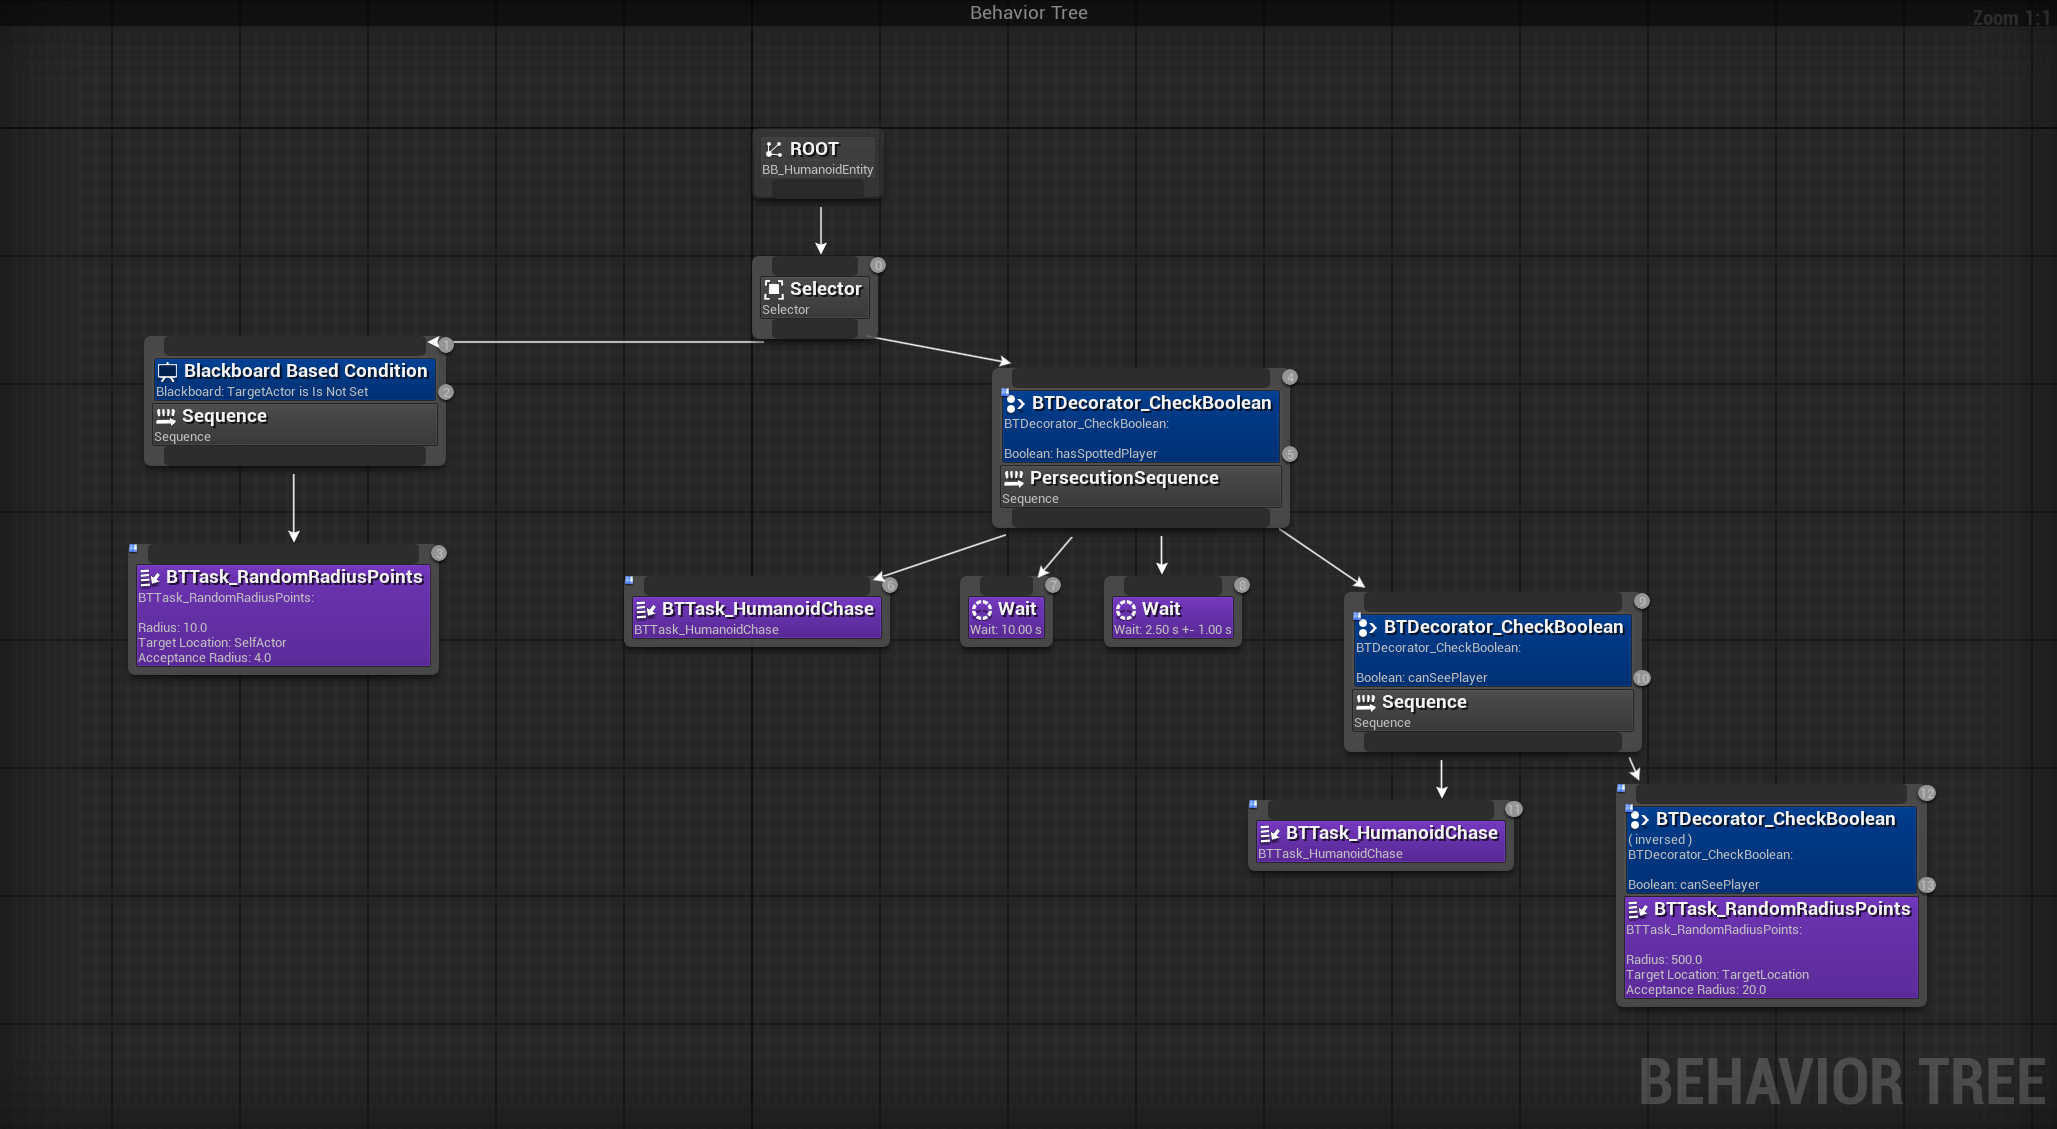 Behavior Tree
Zoom 1:1
ROOT
BB_HumanoidEntity
0
Selector
Selector
1
Blackboard Based Condition
Blackboard: TargetActor is Is Not Set
2
Sequence
Sequence
4
BTDecorator_CheckBoolean
BTDecorator_CheckBoolean:
Boolean: hasSpottedPlayer
5
PersecutionSequence
Sequence
3
BTTask_RandomRadiusPoints
BTTask_RandomRadiusPoints:
Radius: 10.0
Target Location: SelfActor
Acceptance Radius: 4.0
6
BTTask_HumanoidChase
BTTask_HumanoidChase
7
Wait
Wait: 10.00 s
8
Wait
Wait: 2.50 s +- 1.00 s
9
BTDecorator_CheckBoolean
BTDecorator_CheckBoolean:
Boolean: canSeePlayer
10
Sequence
Sequence
11
BTTask_HumanoidChase
BTTask_HumanoidChase
12
BTDecorator_CheckBoolean
( inversed )
BTDecorator_CheckBoolean:
Boolean: canSeePlayer
13
BTTask_RandomRadiusPoints
BTTask_RandomRadiusPoints:
Radius: 500.0
Target Location: TargetLocation
Acceptance Radius: 20.0
BEHAVIOR TREE